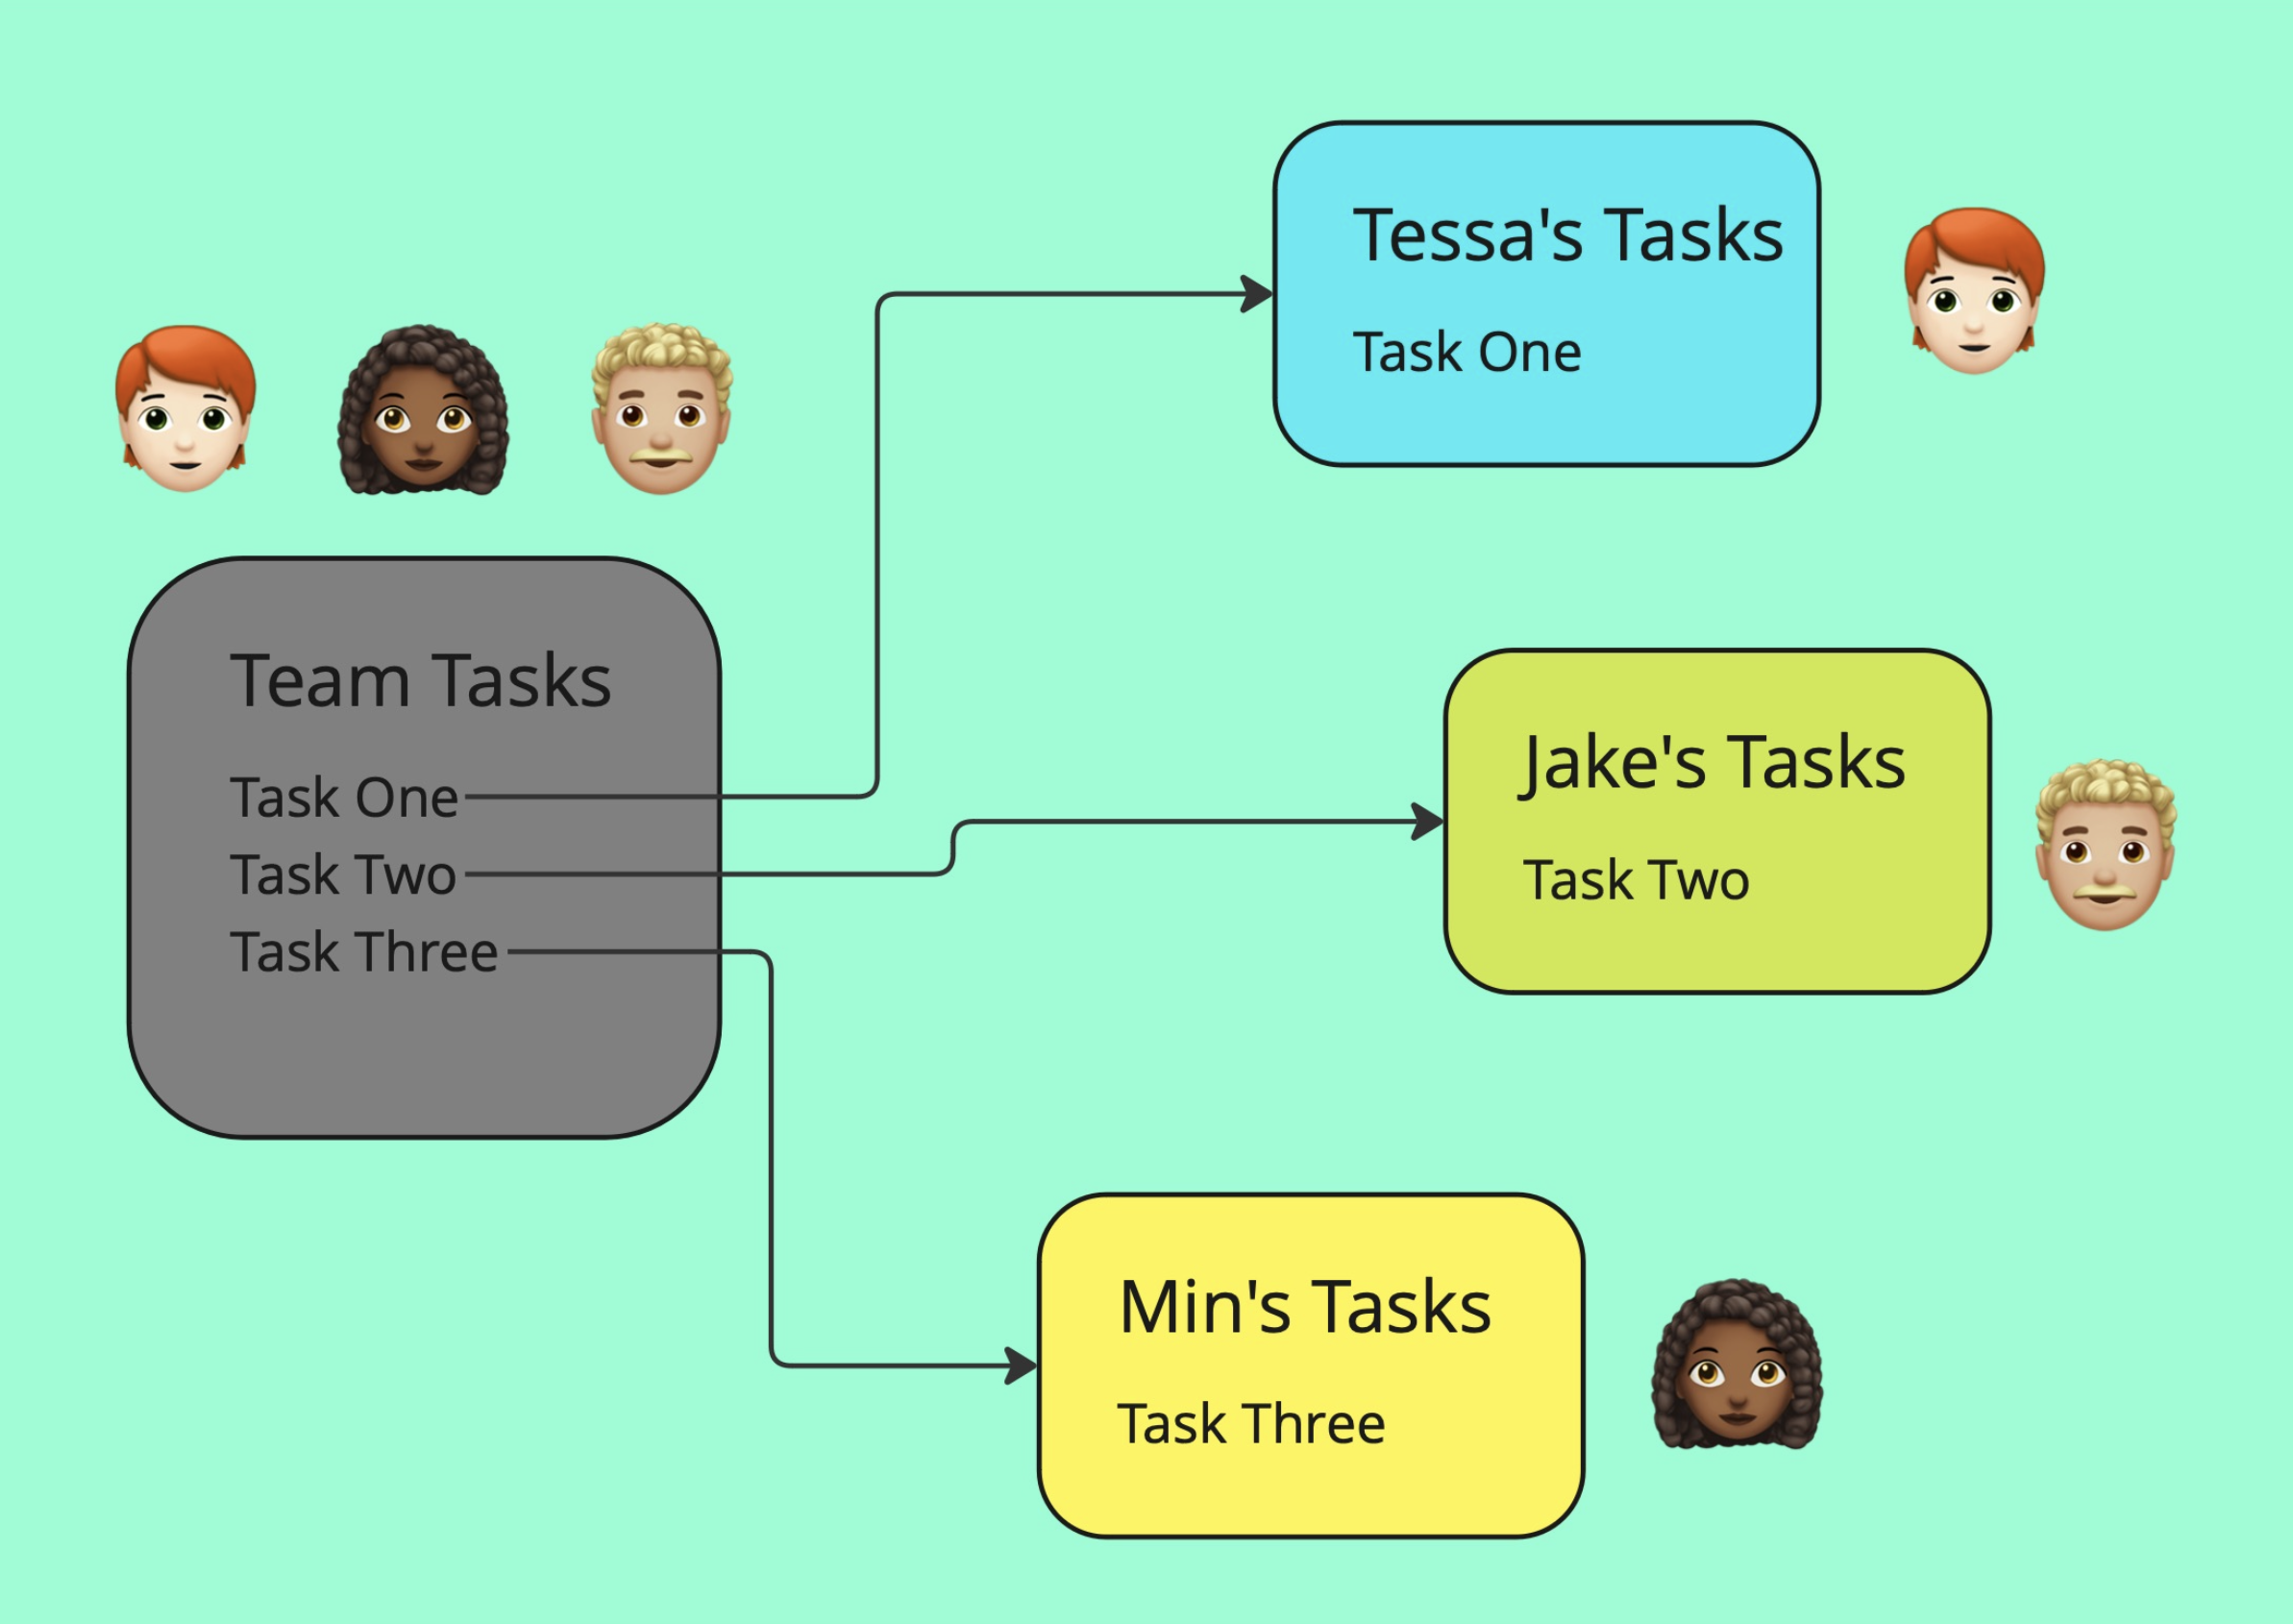 Team Tasks
Task One
Task Two
Task Three
Tessa's Tasks
Task One
Jake's Tasks
Task Two
Min's Tasks
Task Three